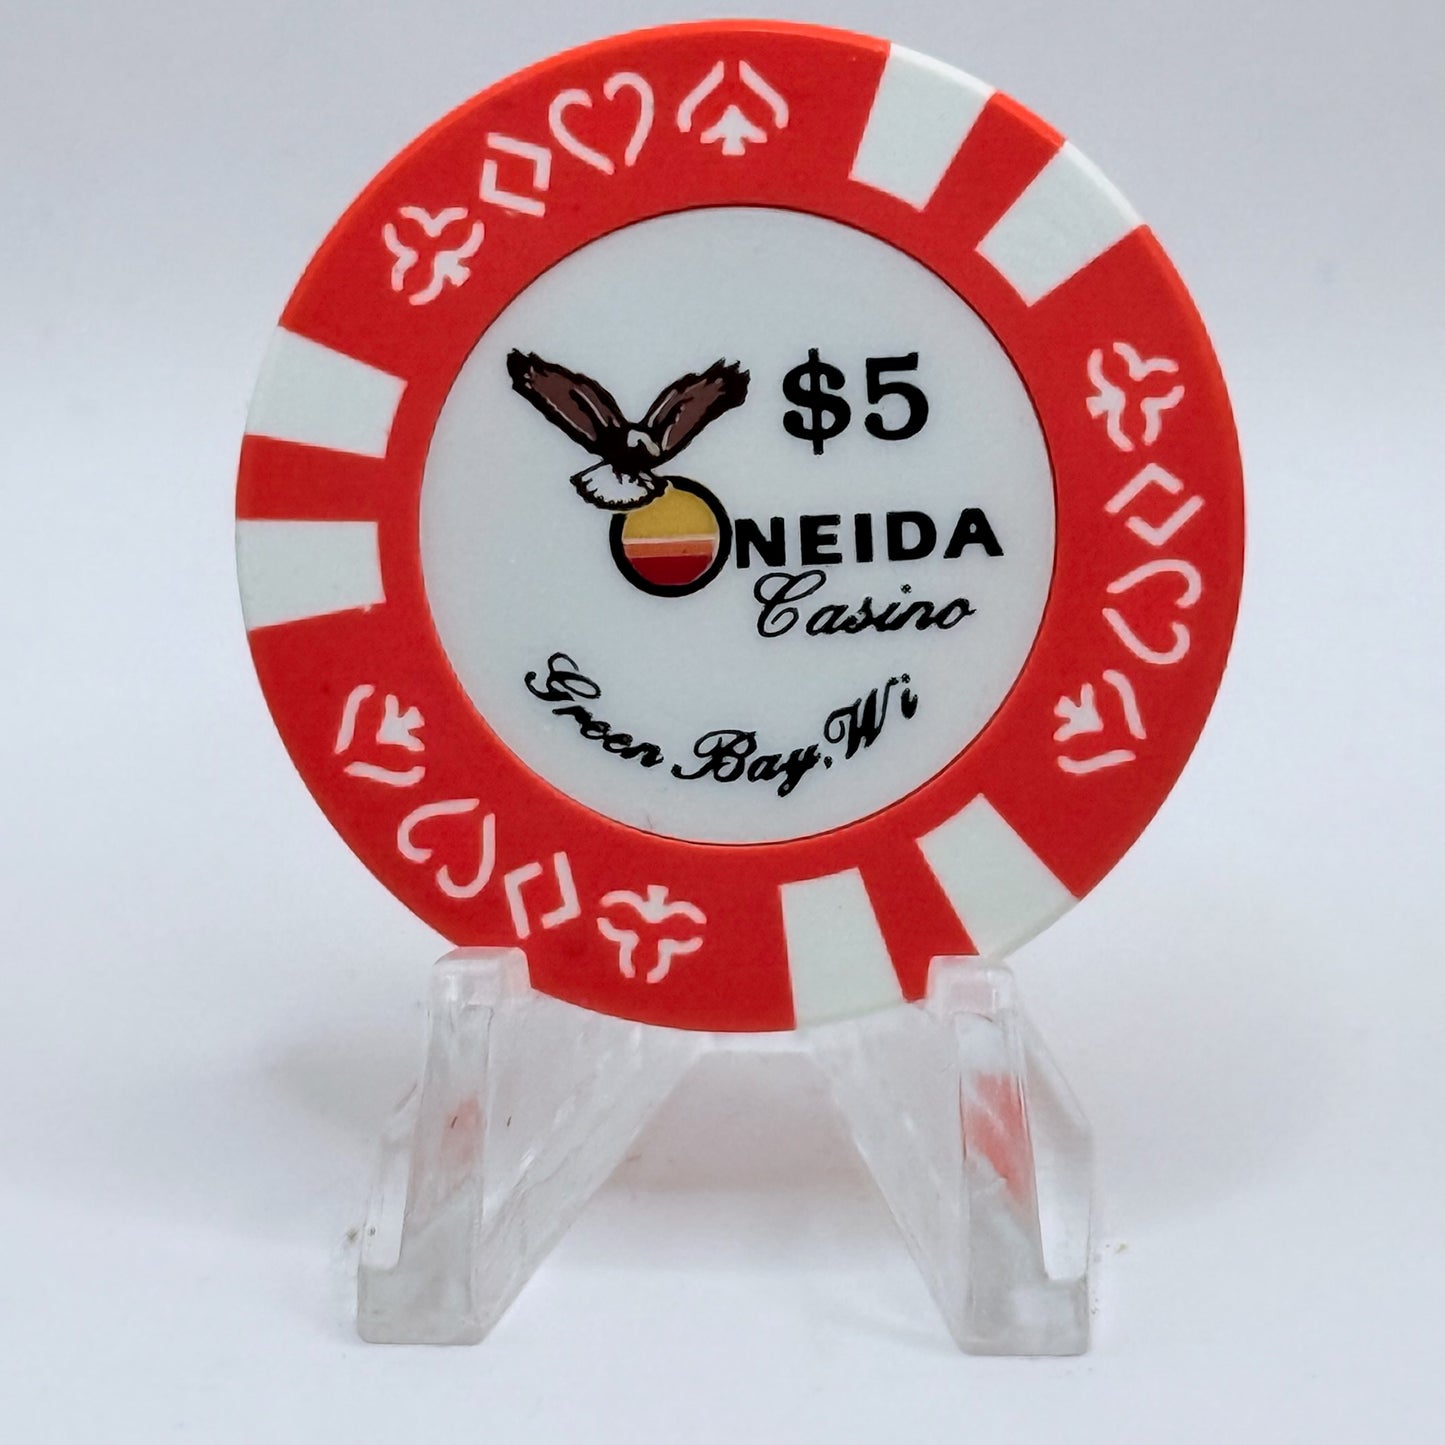 $5
ONEIDA
Casino
Green Bay, Wi